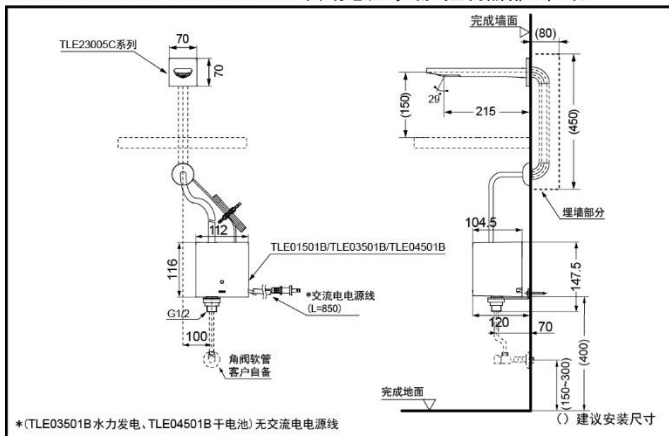 70
TLE23005C系列
70
112
TLE01501B/TLE03501B/TLE04501B
116
*交流电电源线
(L=850)
G1/2
100
角阀软管
客户自备
*(TLE03501B水力发电、TLE04501B干电池)无交流电电源线
完成墙面
(80)
(150)
29°
215
(450)
埋墙部分
104.5
147.5
120
70
(400)
(150~300)
完成地面
() 建议安装尺寸